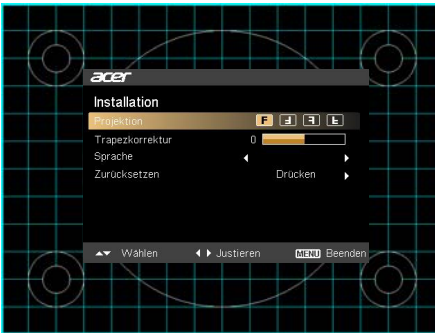 acer
Installation
Projektion F F F F
Trapezkorrektur 0
Sprache
Zurücksetzen Drücken
Wählen Justieren MENU Beenden